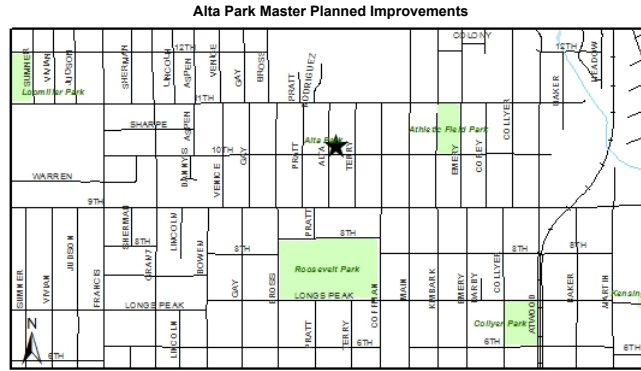 Alta Park Master Planned Improvements
COLONY
12TH
12TH
SUMNER
VIVIAN
JUDSON
SHERMAN
LINCOLN
ASPEN
VENICE
GAY
BROSS
PRATT
RODRIGUEZ
BAKER
MEADOW
Loomiller Park
11TH
SHARPE
ASPEN
Alta Park
Athletic Field Park
COLLYER
10TH
DANNYS
VENICE
GAY
PRATT
ALTA
TERRY
EMERY
COREY
WARREN
9TH
SHERMAN
8TH
GRANT
LINCOLN
BOWEN
8TH
PRATT
8TH
8TH
8TH
SUMNER
VIVIAN
JUDSON
FRANCIS
GAY
BROSS
Roosevelt Park
LONGS PEAK
COFFMAN
MAIN
KIMBARK
EMERY
DARBY
COLLYER
ATWOOD
BAKER
MARTIN
LONGS PEAK
Collyer Park
N
LINCOLN
PRATT
TERRY
6TH
6TH
6TH
6TH